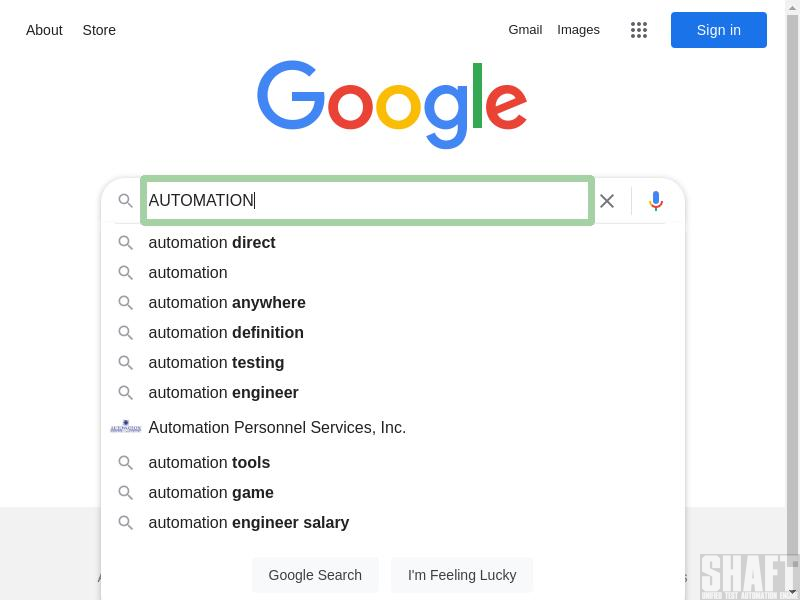 About Store Gmail Images Sign in
Google
AUTOMATION
automation direct
automation
automation anywhere
automation definition
automation testing
automation engineer
Automation Personnel Services, Inc.
automation tools
automation game
automation engineer salary
Google Search I'm Feeling Lucky
SHAFT